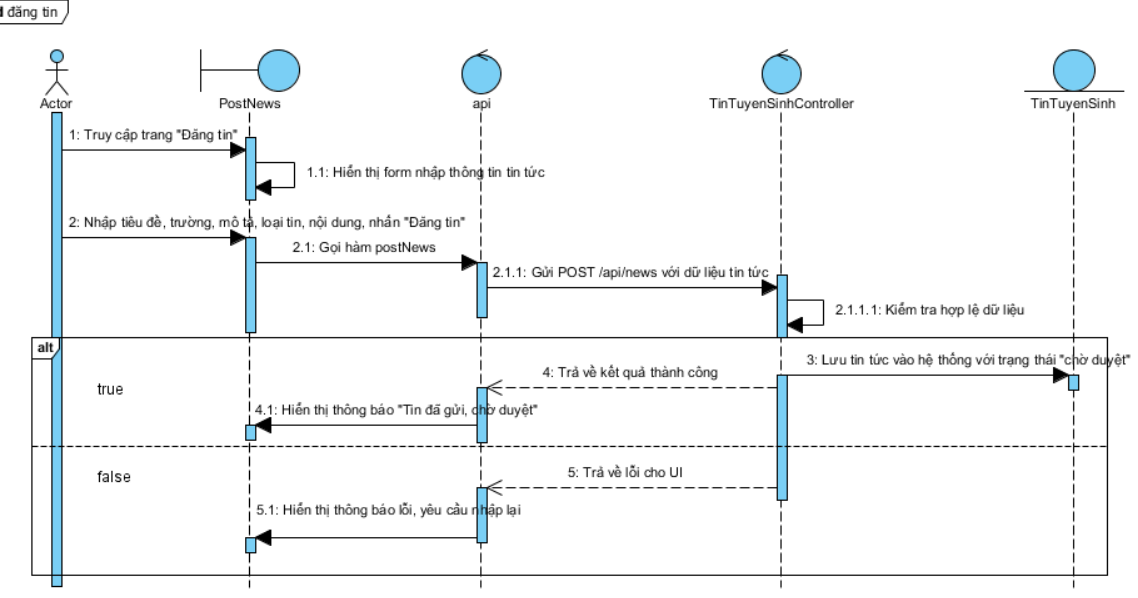 d đăng tin
Actor
PostNews
api
TinTuyenSinhController
TinTuyenSinh
1: Truy cập trang "Đăng tin"
1.1: Hiển thị form nhập thông tin tin tức
2: Nhập tiêu đề, trường, mô tả, loại tin, nội dung, nhấn "Đăng tin"
2.1: Gọi hàm postNews
2.1.1: Gửi POST /api/news với dữ liệu tin tức
2.1.1.1: Kiểm tra hợp lệ dữ liệu
alt
3: Lưu tin tức vào hệ thống với trạng thái "chờ duyệt"
4: Trả về kết quả thành công
true
4.1: Hiển thị thông báo "Tin đã gửi, chờ duyệt"
5: Trả về lỗi cho UI
false
5.1: Hiển thị thông báo lỗi, yêu cầu nhập lại